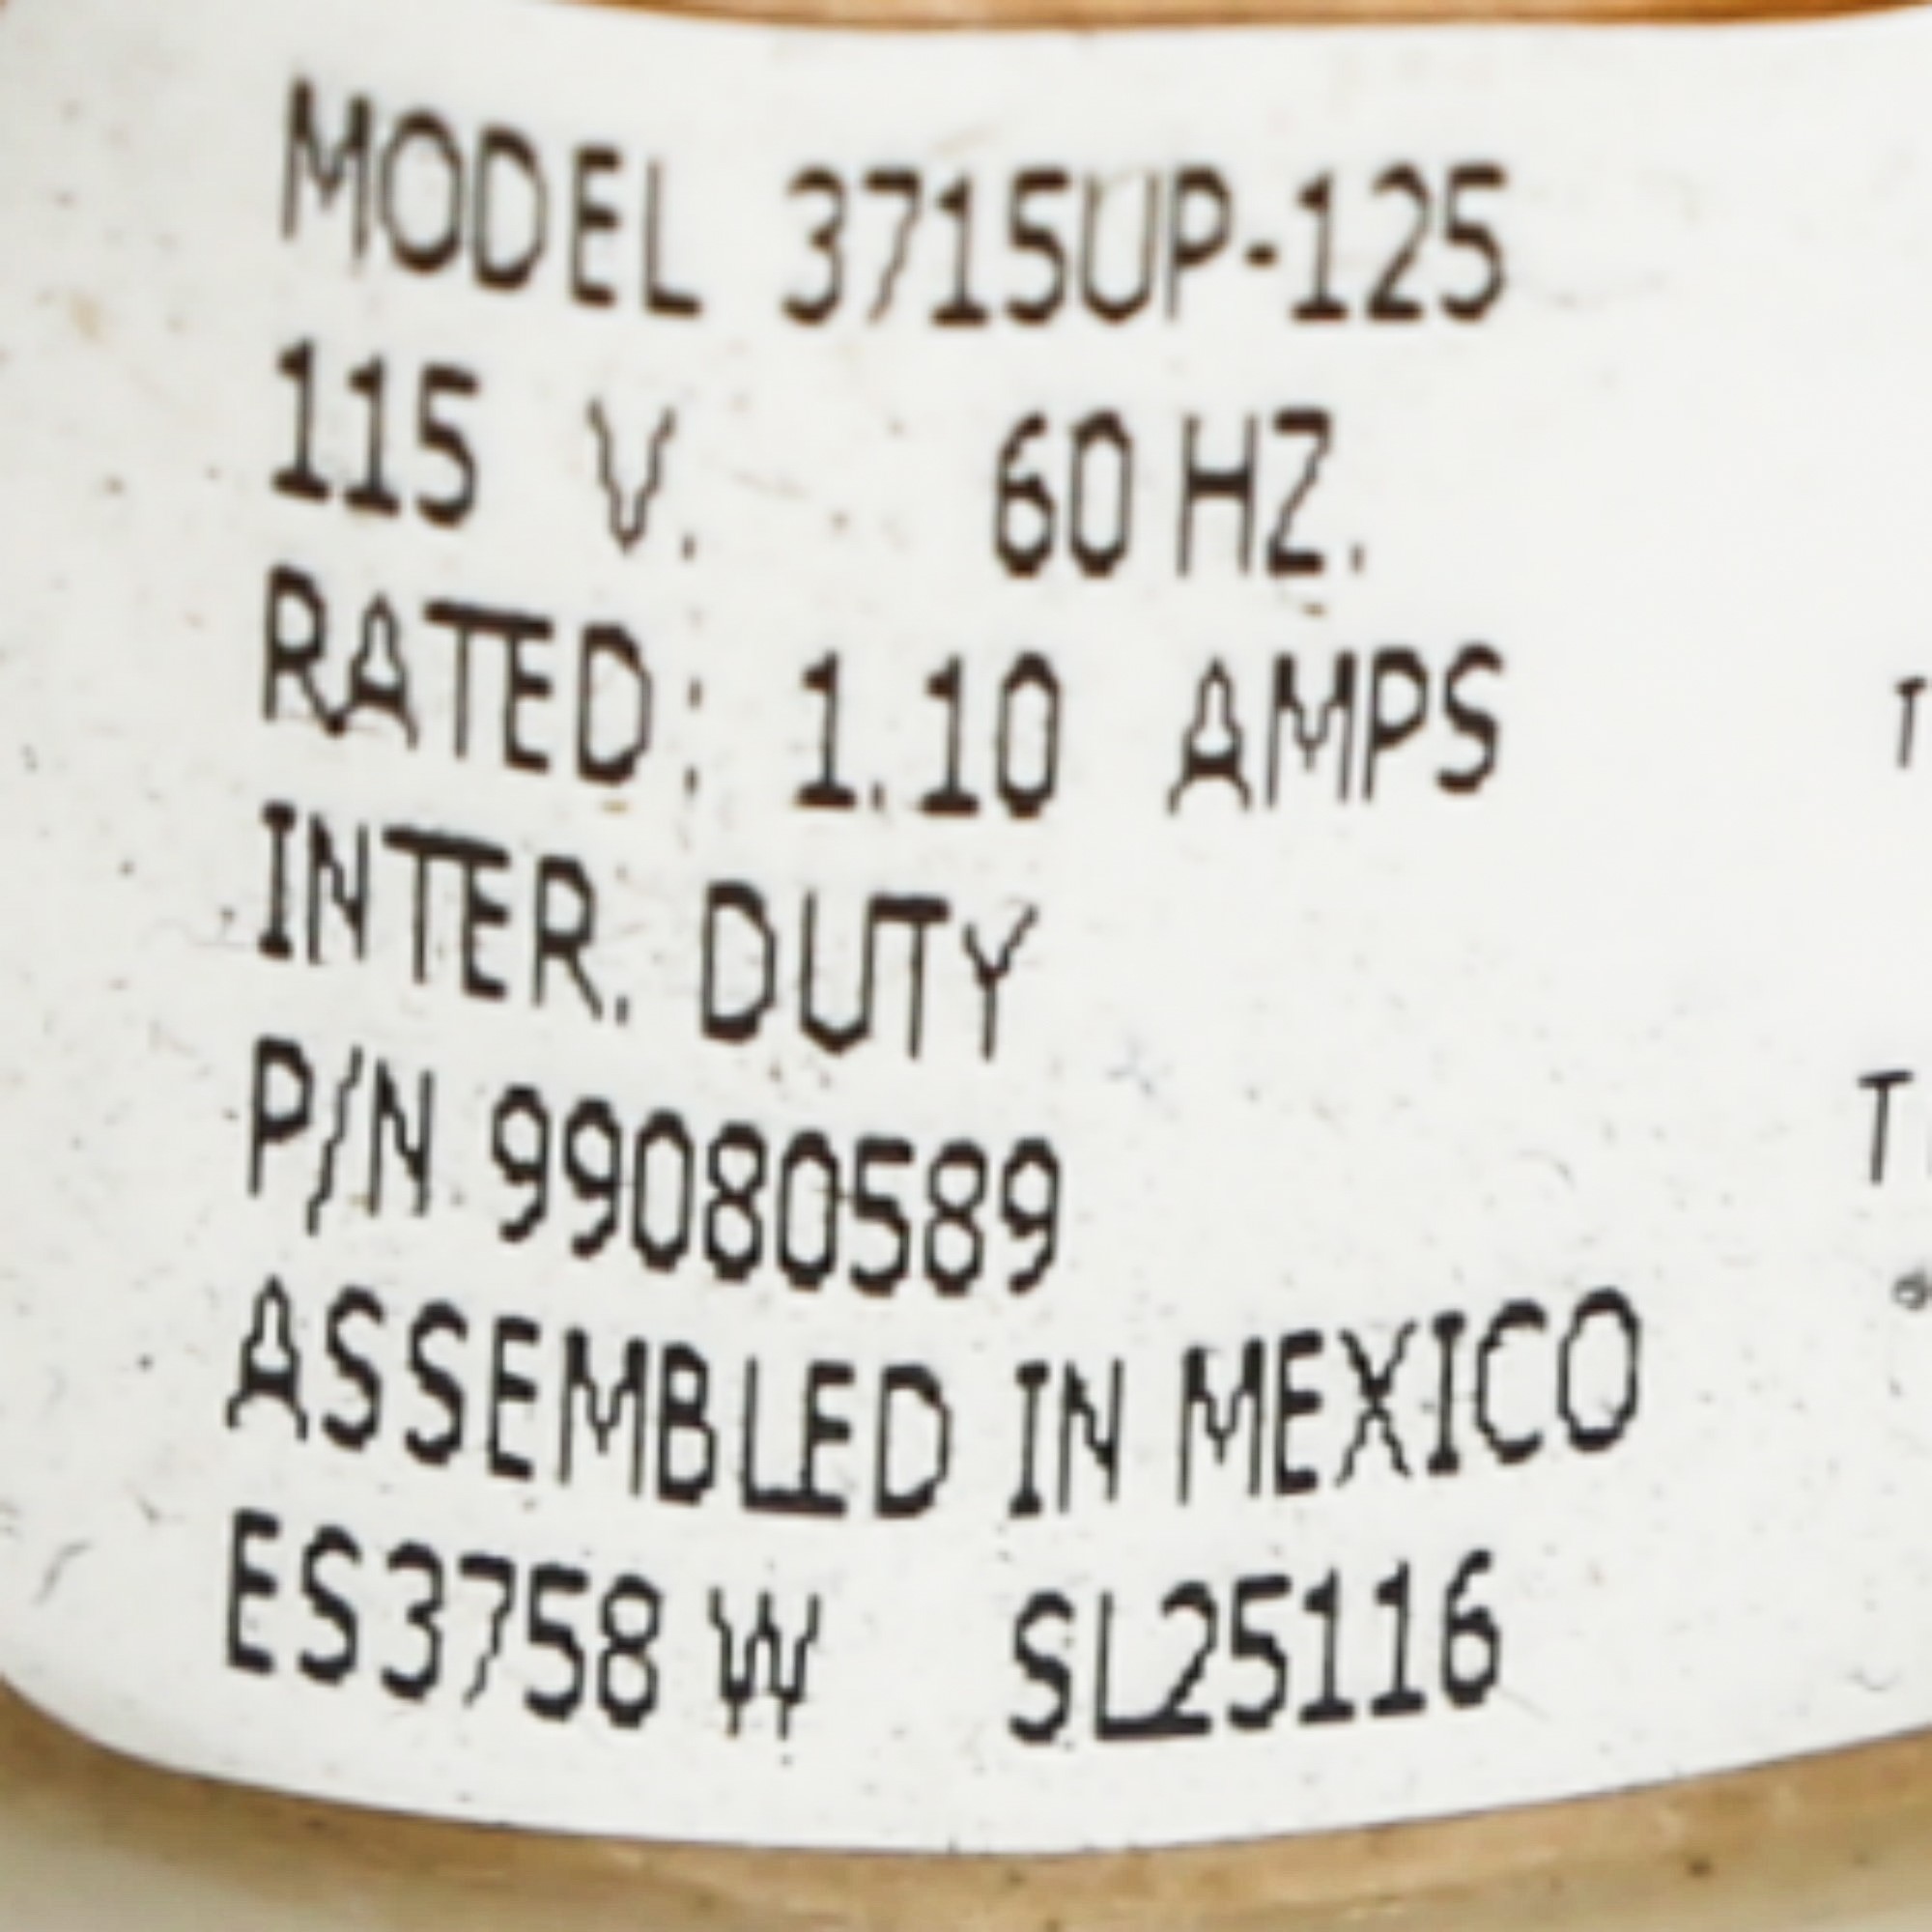 MODEL 3715UP-125
115 V. 60 HZ.
RATED: 1.10 AMPS
INTER. DUTY
P/N 99080589
ASSEMBLED IN MEXICO
ES3758 W SL25116